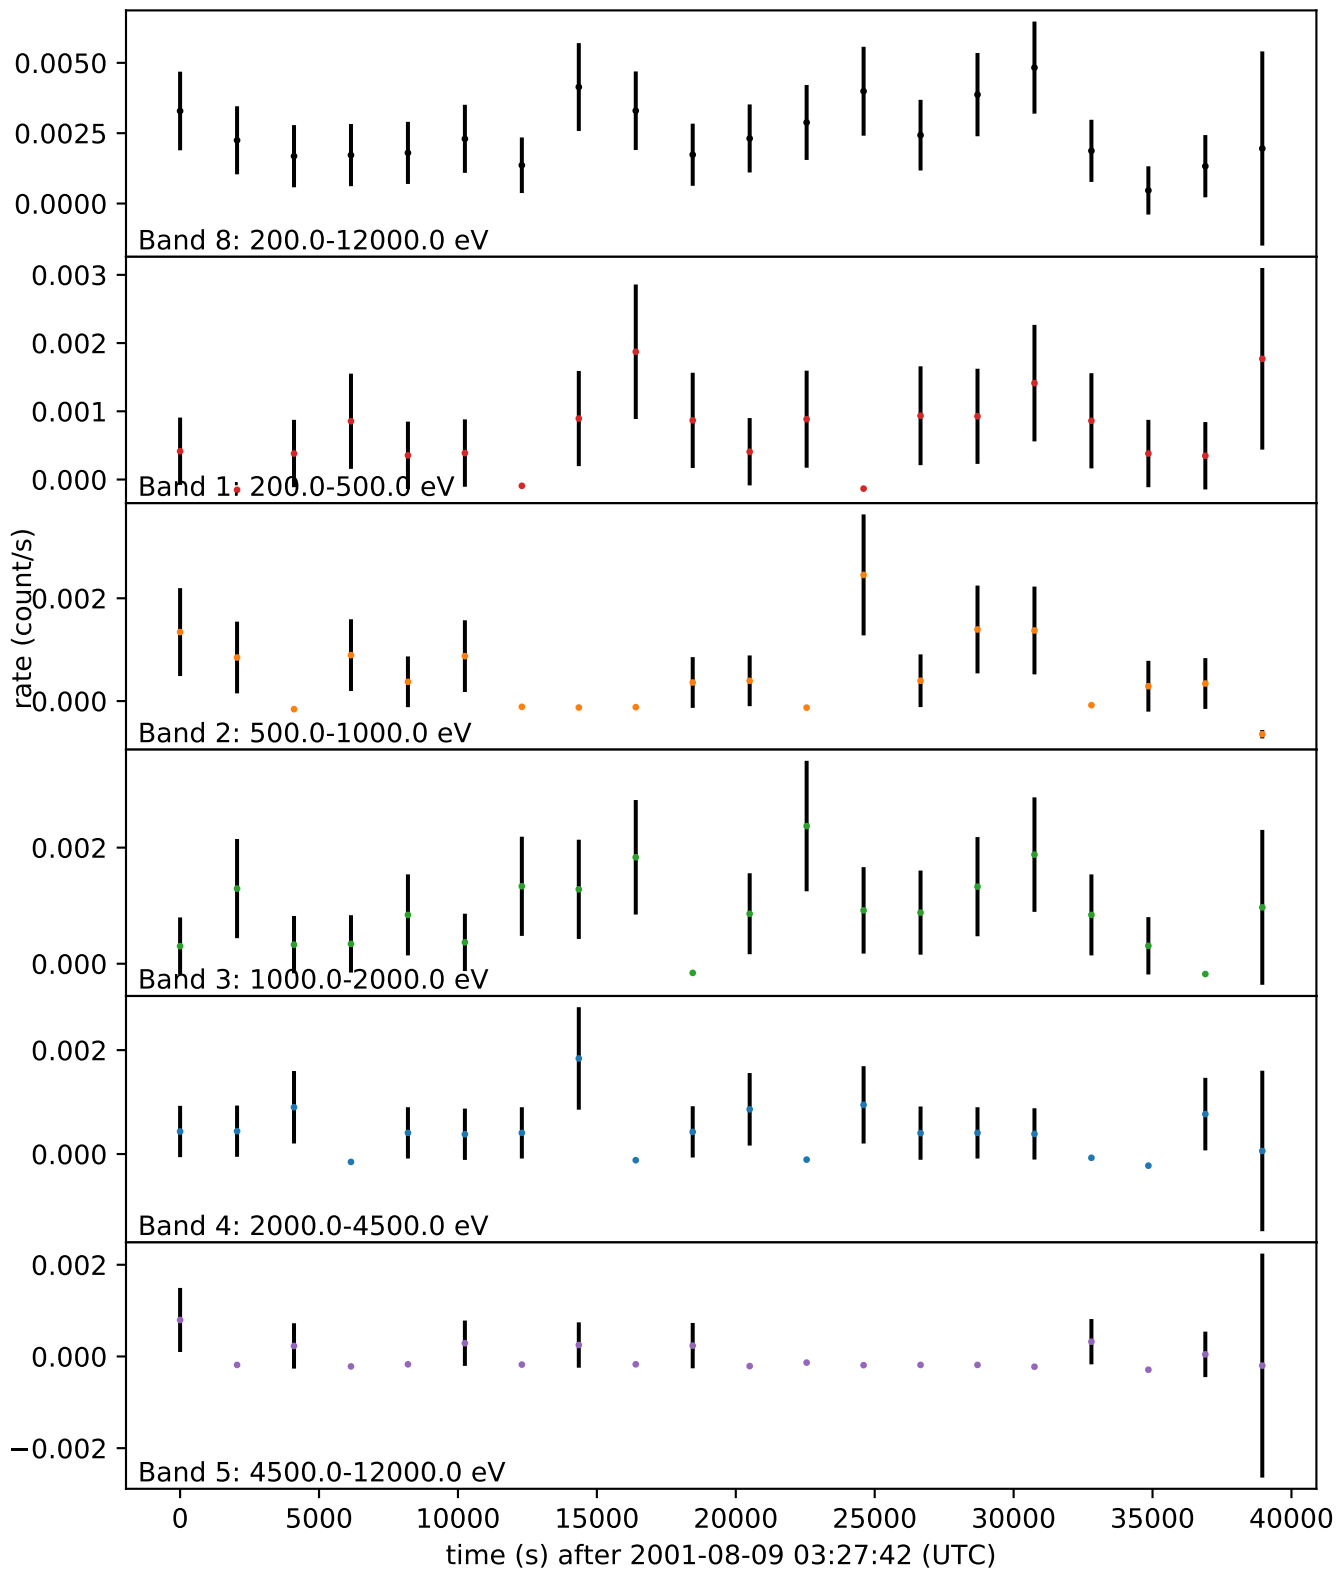 0.0050
0.0025
0.0000
Band 8: 200.0-12000.0 eV
0.003
0.002
0.001
0.000
Band 1: 200.0-500.0 eV
rate (count/s)
0.002
0.000
Band 2: 500.0-1000.0 eV
0.002
0.000
Band 3: 1000.0-2000.0 eV
0.002
0.000
Band 4: 2000.0-4500.0 eV
0.002
0.000
−0.002
Band 5: 4500.0-12000.0 eV
0 5000 10000 15000 20000 25000 30000 35000 40000
time (s) after 2001-08-09 03:27:42 (UTC)